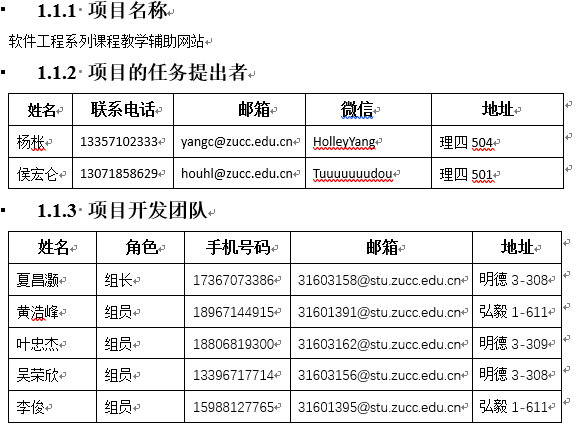 1.1.1 项目名称
软件工程系列课程教学辅助网站
1.1.2 项目的任务提出者
姓名 联系电话 邮箱 微信 地址
杨枨 13357102333 yangc@zucc.edu.cn HolleyYang 理四 504
侯宏仑 13071858629 houhl@zucc.edu.cn Tuuuuuuudou 理四 501
1.1.3 项目开发团队
姓名 角色 手机号码 邮箱 地址
夏昌灏 组长 17367073386 31603158@stu.zucc.edu.cn 明德 3-308
黄浩峰 组员 18967144915 31601391@stu.zucc.edu.cn 弘毅 1-611
叶忠杰 组员 18806819300 31603162@stu.zucc.edu.cn 明德 3-309
吴荣欣 组员 13396717714 31603156@stu.zucc.edu.cn 明德 3-308
李俊 组员 15988127765 31601395@stu.zucc.edu.cn 弘毅 1-611